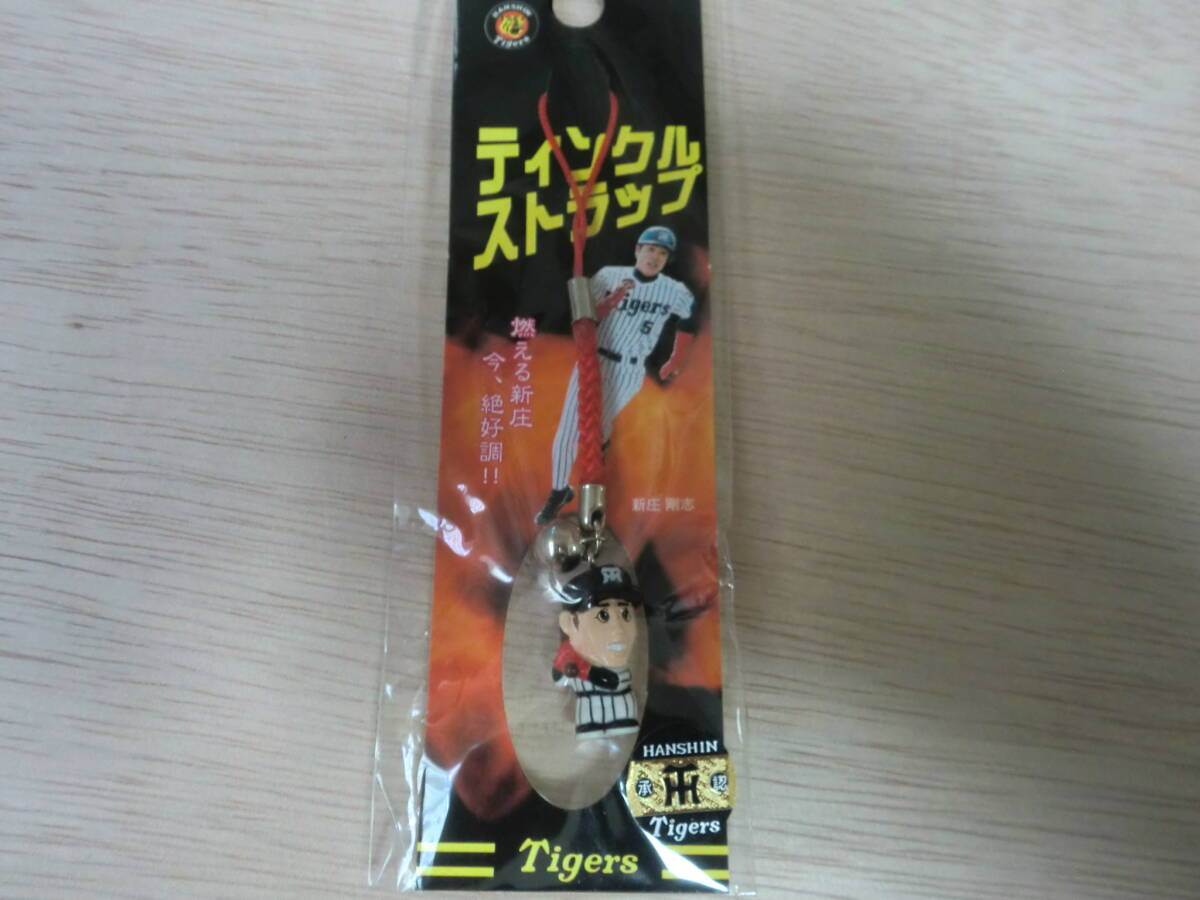 HANSHIN
Tigers
ティンクル
ストラップ
Tigers
5
燃える新庄
今、絶好調!!
新庄 剛志
HANSHIN
承 認
Tigers
Tigers